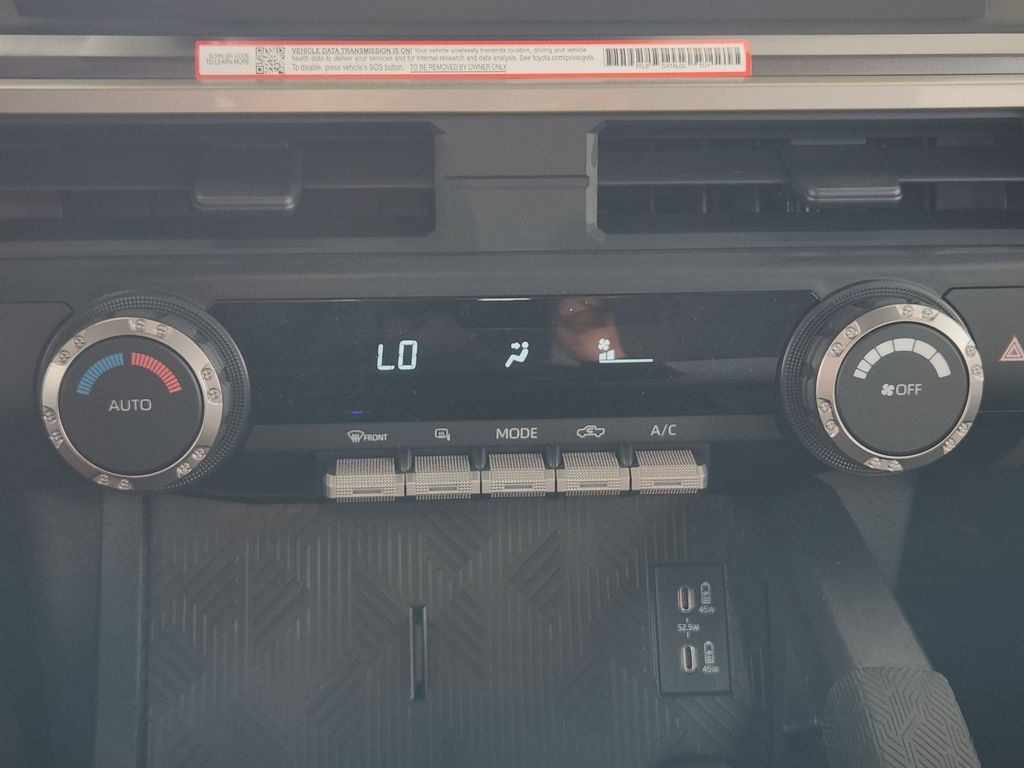 SCAN QR CODE
TO LEARN MORE
VEHICLE DATA TRANSMISSION IS ON! Your vehicle wirelessly transmits location, driving and vehicle
health data to deliver your services and for internal research and data analysis. See toyota.com/privacyvts.
To disable, press vehicle's SOS button. TO BE REMOVED BY OWNER ONLY
LO
AUTO
OFF
FRONT
MODE
A/C
45W
52.5W
45W